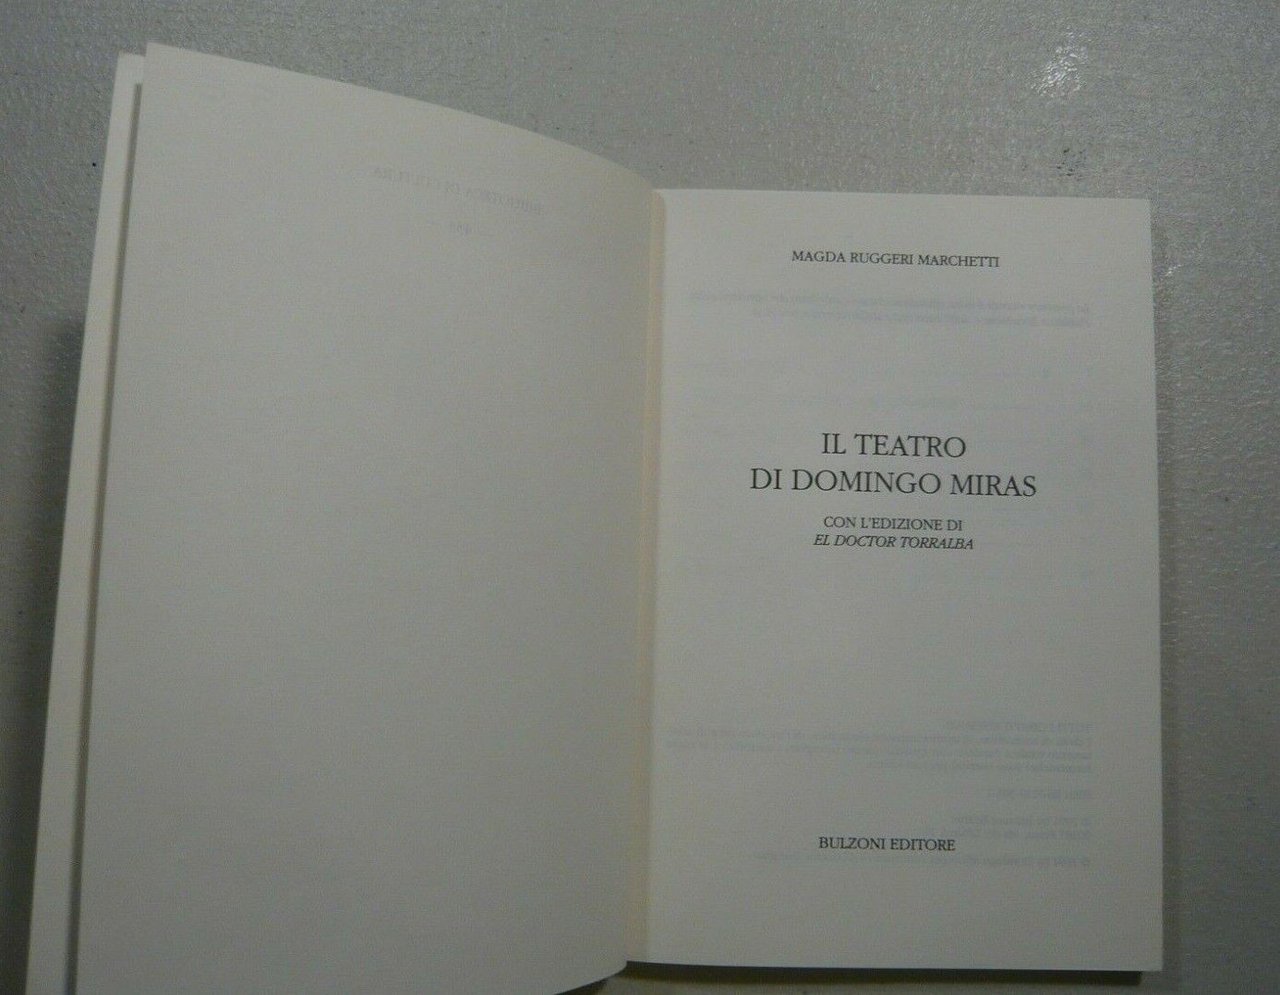 MAGDA RUGGERI MARCHETTI
IL TEATRO
DI DOMINGO MIRAS
CON L'EDIZIONE DI
EL DOCTOR TORRALBA
BULZONI EDITORE